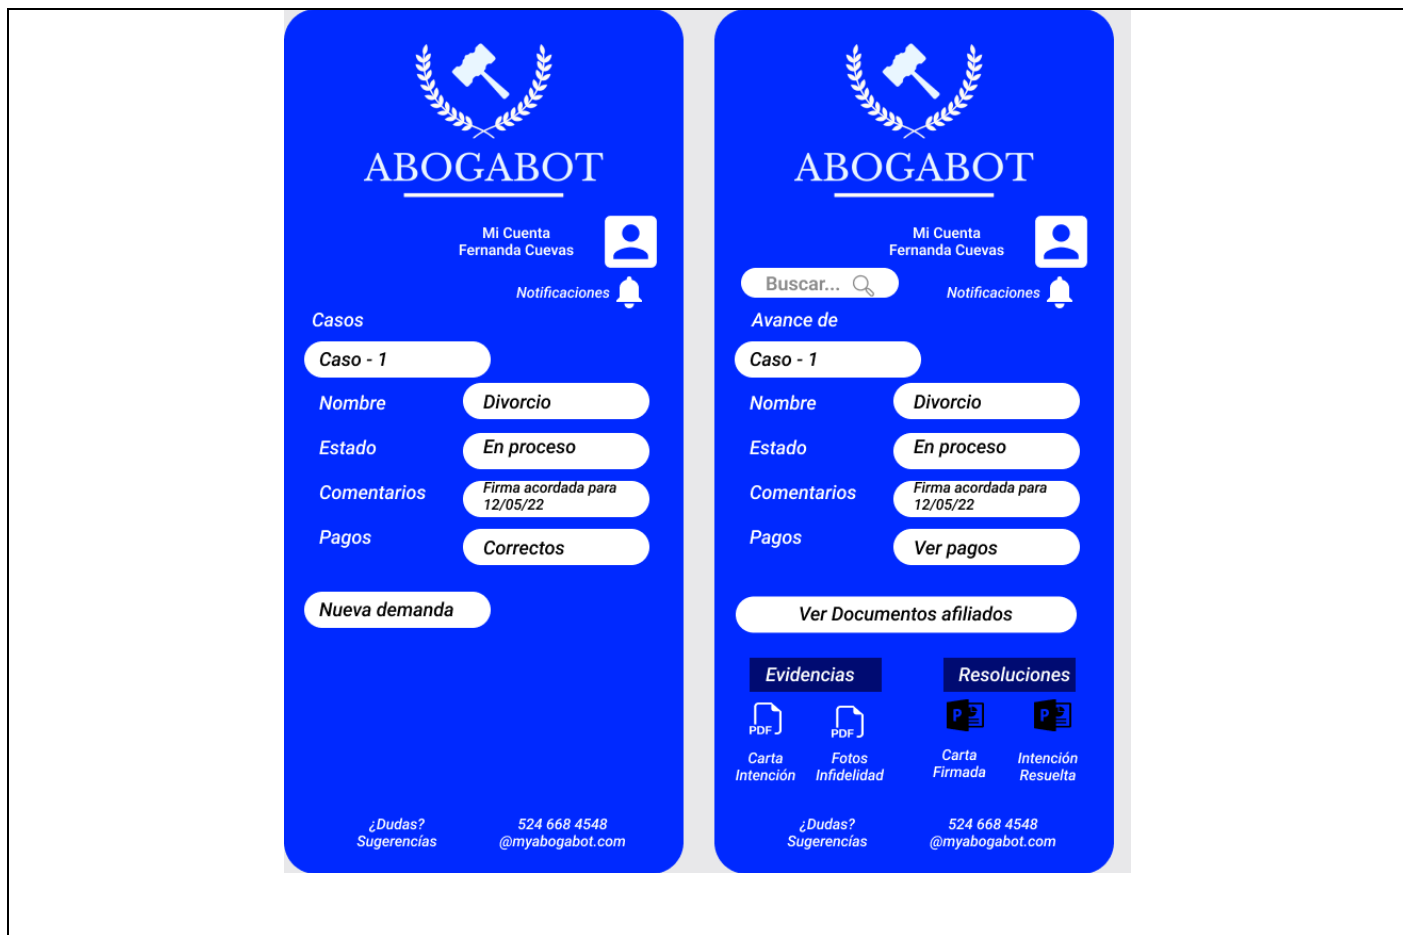 ABOGABOT
Mi Cuenta
Fernanda Cuevas
Notificaciones
Casos
Caso - 1
Nombre
Divorcio
Estado
En proceso
Comentarios
Firma acordada para
12/05/22
Pagos
Correctos
Nueva demanda
¿Dudas?
Sugerencías
524 668 4548
@myabogabot.com
ABOGABOT
Mi Cuenta
Fernanda Cuevas
Buscar...
Notificaciones
Avance de
Caso - 1
Nombre
Divorcio
Estado
En proceso
Comentarios
Firma acordada para
12/05/22
Pagos
Ver pagos
Ver Documentos afiliados
Evidencias
Resoluciones
PDF
PDF
P
P
Carta
Intención
Fotos
Infidelidad
Carta
Firmada
Intención
Resuelta
¿Dudas?
Sugerencías
524 668 4548
@myabogabot.com